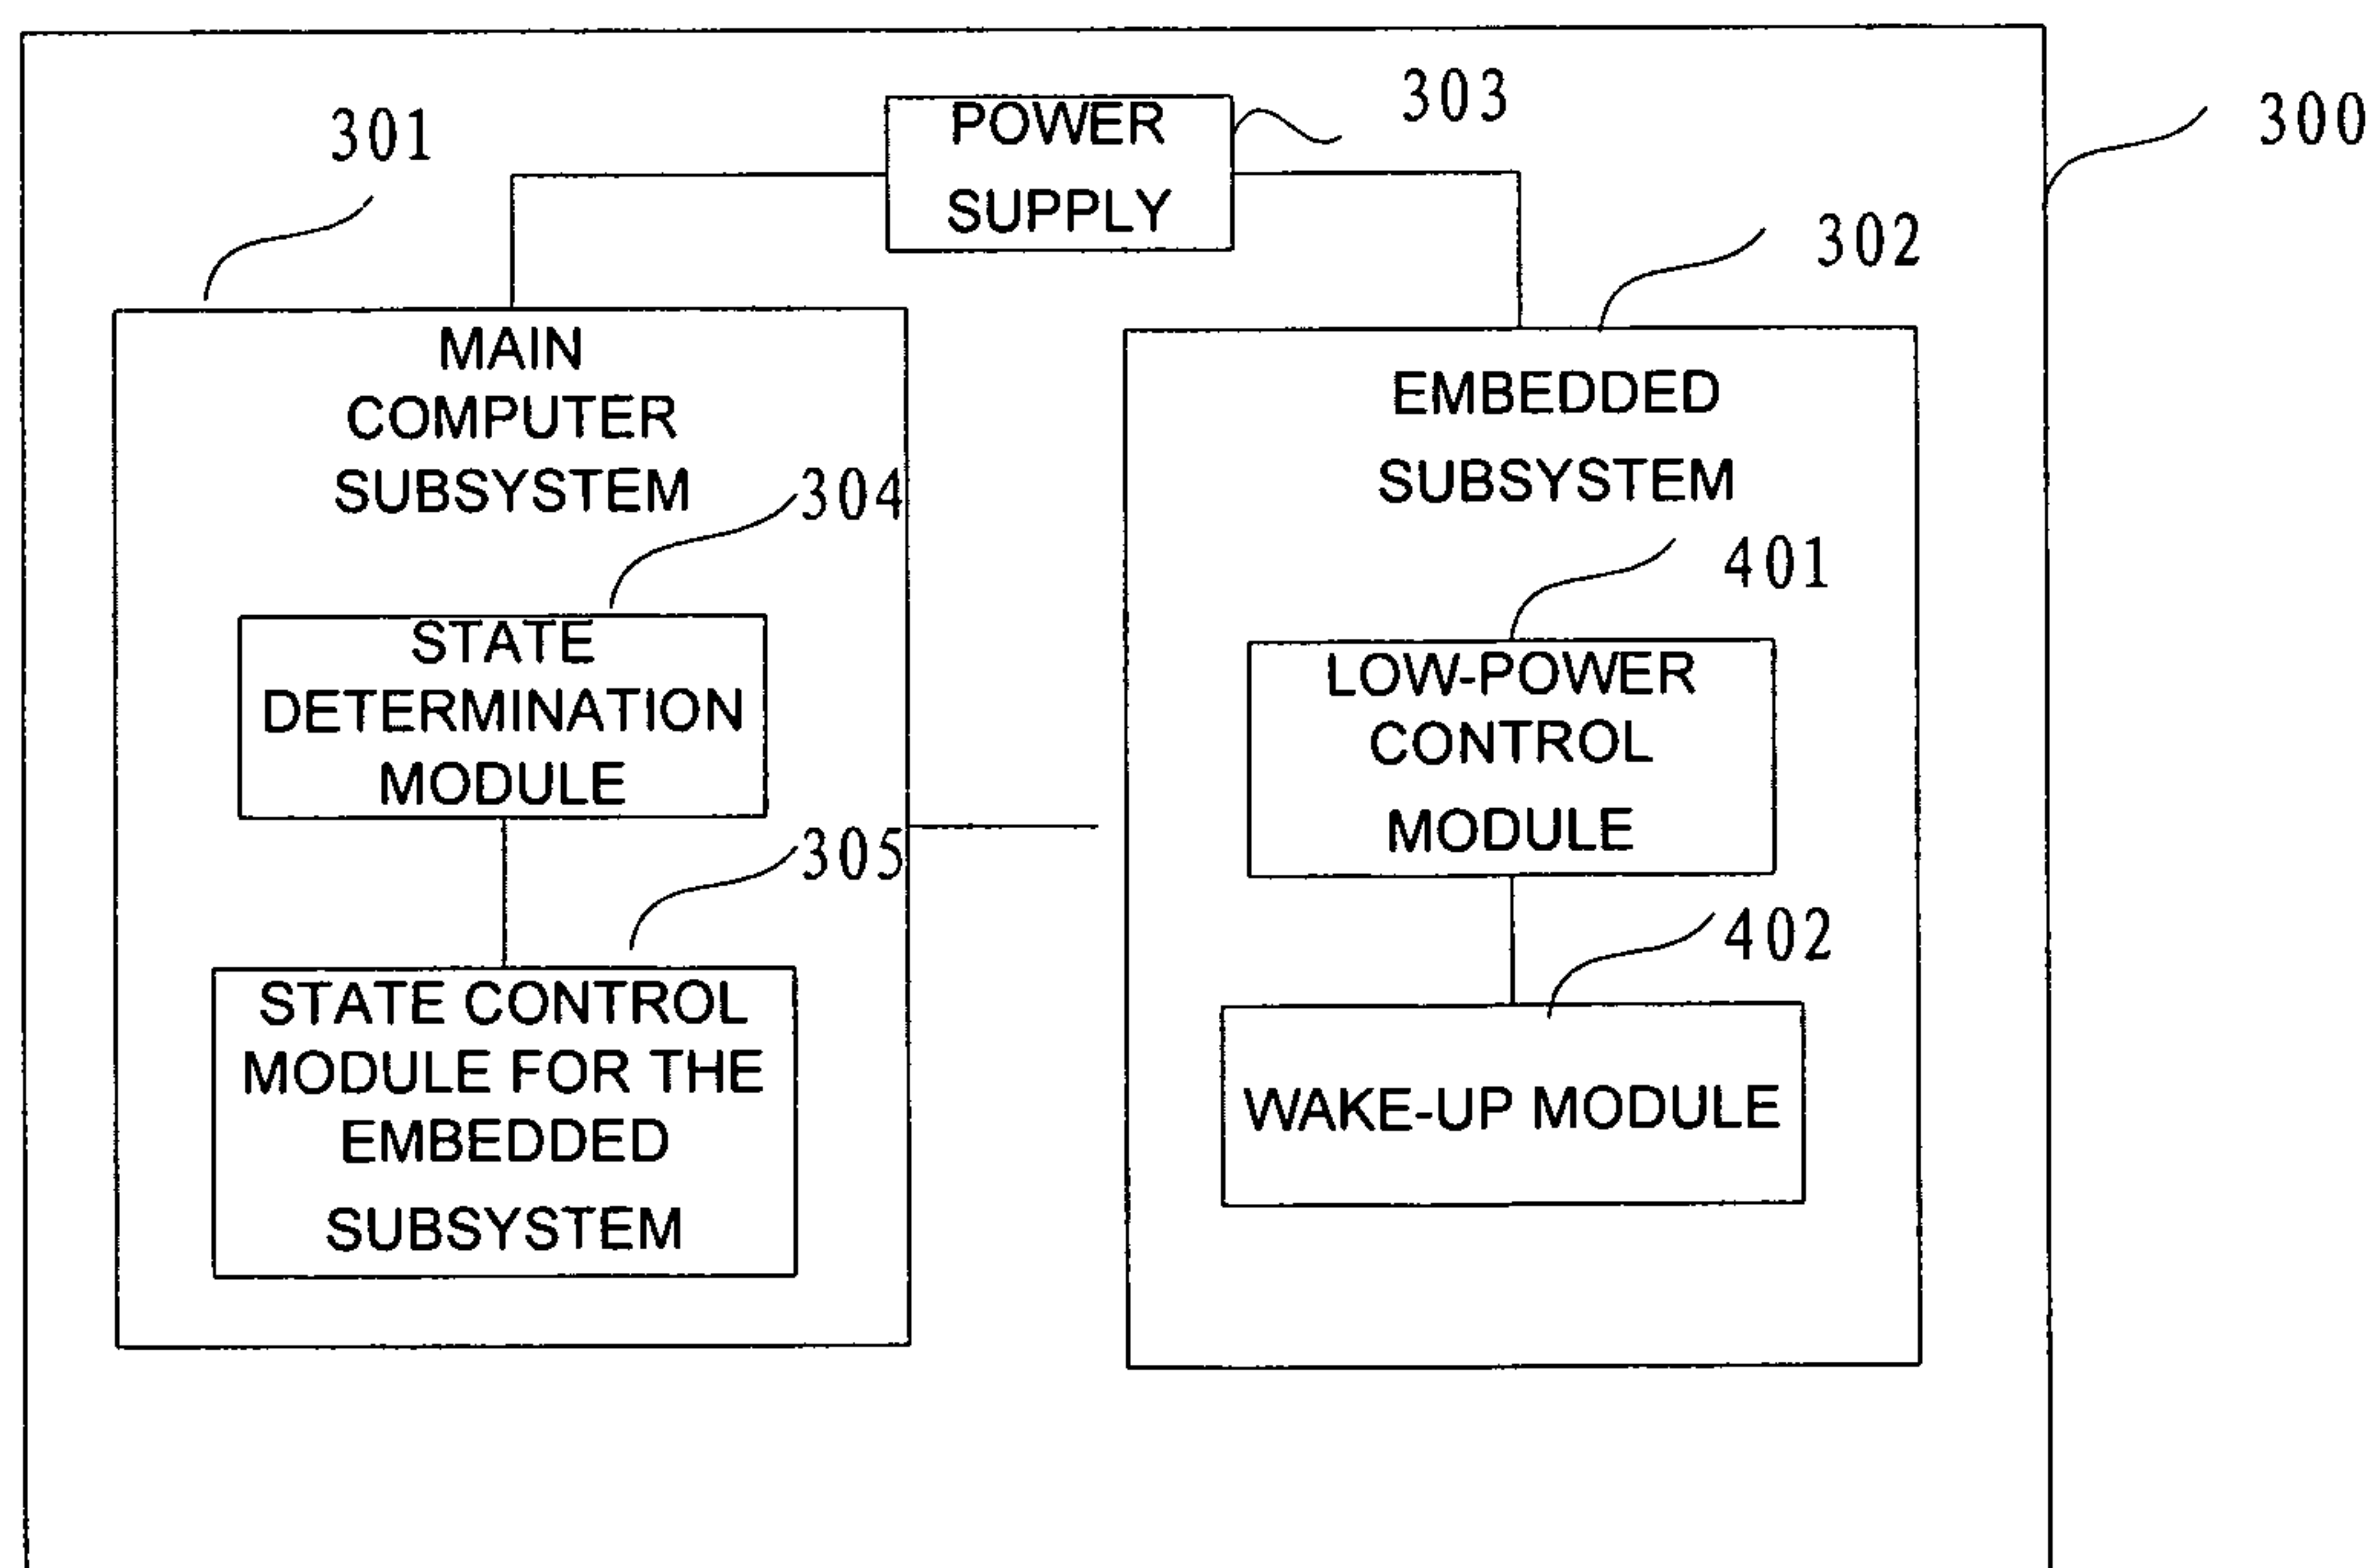 303
300
301
POWER
SUPPLY
302
MAIN
COMPUTER
SUBSYSTEM
304
STATE
DETERMINATION
MODULE
305
STATE CONTROL
MODULE FOR THE
EMBEDDED
SUBSYSTEM
EMBEDDED
SUBSYSTEM
401
LOW-POWER
CONTROL
MODULE
402
WAKE-UP MODULE